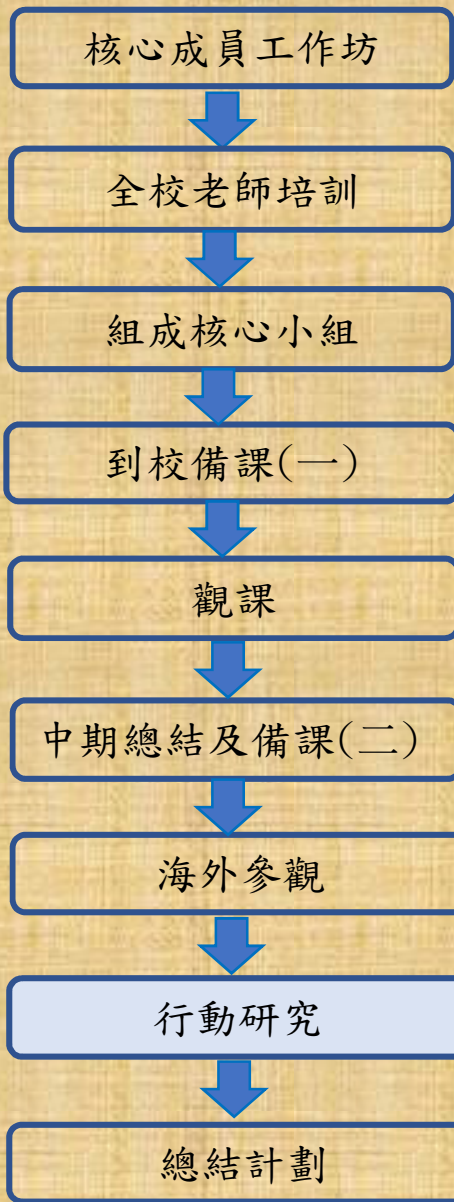 核心成員工作坊
全校老師培訓
組成核心小組
到校備課(一)
觀課
中期總結及備課(二)
海外參觀
行動研究
總結計劃